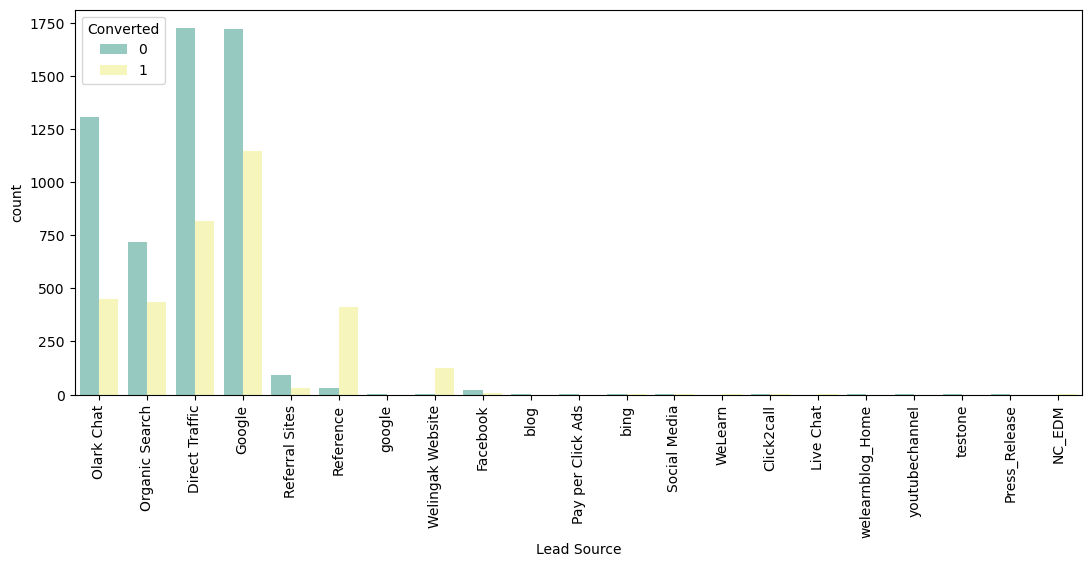 Converted
0
1
1750
1500
1250
1000
750
500
250
0
count
Olark Chat
Organic Search
Direct Traffic
Google
Referral Sites
Reference
google
Welingak Website
Facebook
blog
Pay per Click Ads
bing
Social Media
WeLearn
Click2call
Live Chat
welearnblog_Home
youtubechannel
testone
Press_Release
NC_EDM
Lead Source